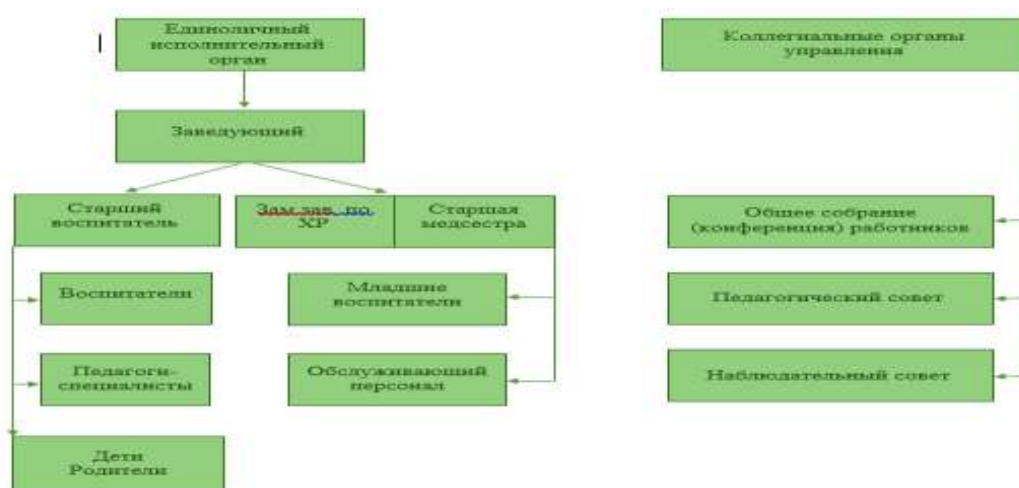 Единоличный
исполнительный
орган
Коллегиальные органы
управления
Заведующий
Старший
воспитатель
Зам зав. по
ХР
Старшая
медсестра
Общее собрание
(конференция) работников
Воспитатели
Младшие
воспитатели
Педагогический совет
Педагоги-
специалисты
Обслуживающий
персонал
Наблюдательный совет
Дети
Родители